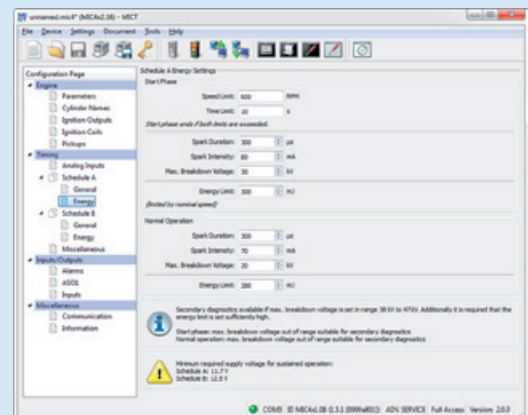 unnamed.mic4* (MIC4x2.16) - MICT
File Device Settings Document Tools Help
Configuration Page
Engine
Parameters
Cylinder Names
Ignition Outputs
Ignition Coils
Pickups
Timing
Analog Inputs
Schedule A
General
Energy
Schedule B
General
Energy
Miscellaneous
Inputs/Outputs
Alarms
ASO1
Inputs
Miscellaneous
Communication
Information
Schedule A Energy Settings
Start Phase
Speed Limit: 600 RPM
Time Limit: 10 s
Start phase ends if both limits are exceeded.
Spark Duration: 300 µs
Spark Intensity: 80 mA
Max. Breakdown Voltage: 30 kV
Energy Limit: 300 mJ
(limited by nominal speed)
Normal Operation
Spark Duration: 300 µs
Spark Intensity: 70 mA
Max. Breakdown Voltage: 20 kV
Energy Limit: 280 mJ
Secondary diagnostics available if max. breakdown voltage is set in range 38 kV to 47kV. Additionally it is required that the
energy limit is set sufficiently high.
Start phase: max. breakdown voltage out of range suitable for secondary diagnostics
Normal operation: max. breakdown voltage out of range suitable for secondary diagnostics
Minimum required supply voltage for sustained operation:
Schedule A: 11,7 V
Schedule B: 12,5 V
ADV. SERVICE Full Access Version 2.0.0